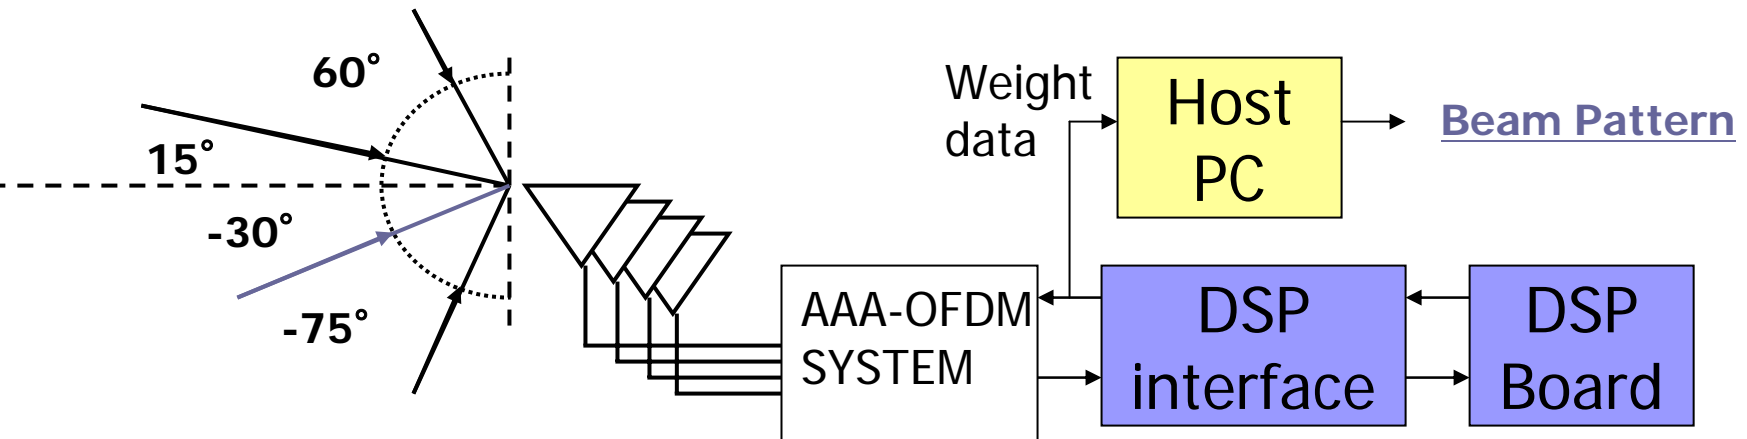 60°
15°
-30°
-75°
Weight
data
Host
PC
Beam Pattern
AAA-OFDM
SYSTEM
DSP
interface
DSP
Board